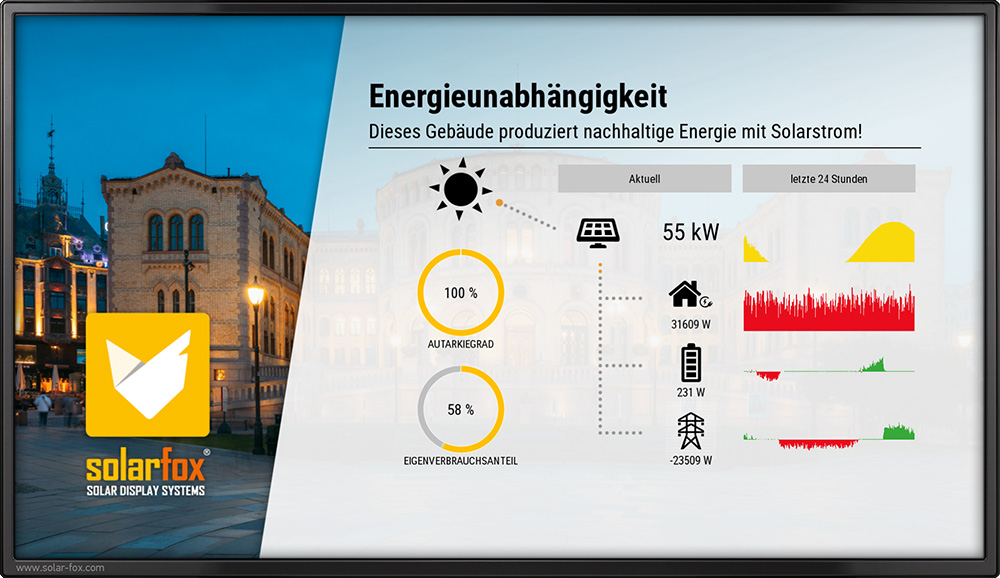 Energieunabhängigkeit
Dieses Gebäude produziert nachhaltige Energie mit Solarstrom!
Aktuell
letzte 24 Stunden
55 kW
100 %
AUTARKIEGRAD
31609 W
231 W
58 %
EIGENVERBRAUCHSANTEIL
-23509 W
solarfox®
SOLAR DISPLAY SYSTEMS
www.solar-fox.com